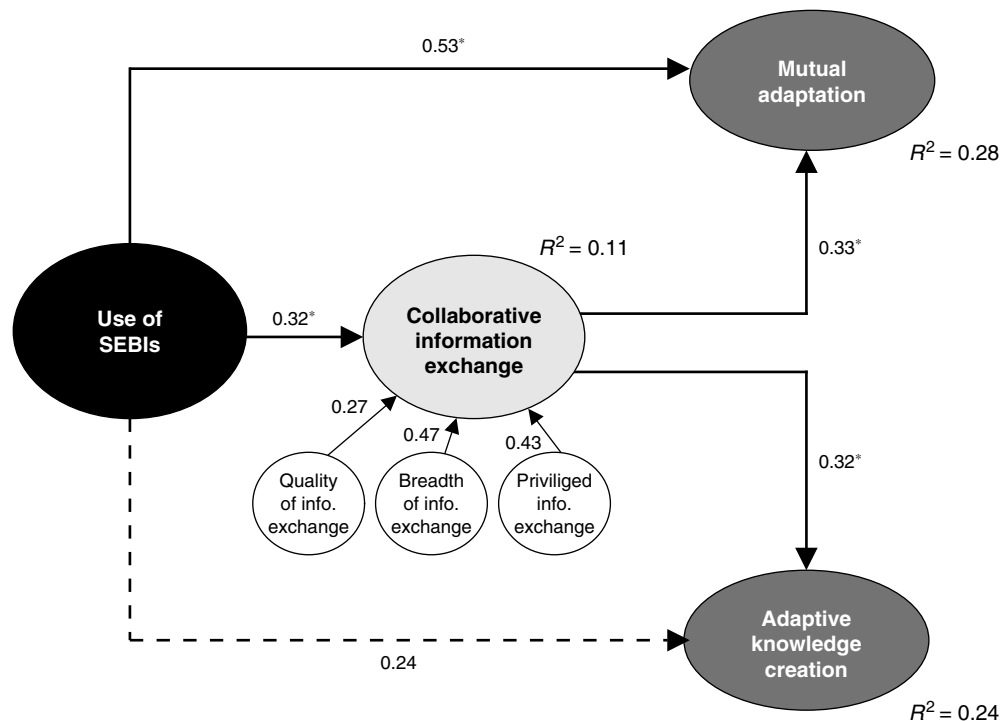 0.53*
Mutual
adaptation
R² = 0.28
R² = 0.11
0.33*
Use of
SEBIs
0.32*
Collaborative
information
exchange
0.27
0.47
0.43
Quality
of info.
exchange
Breadth
of info.
exchange
Priviliged
info.
exchange
0.32*
Adaptive
knowledge
creation
0.24
R² = 0.24